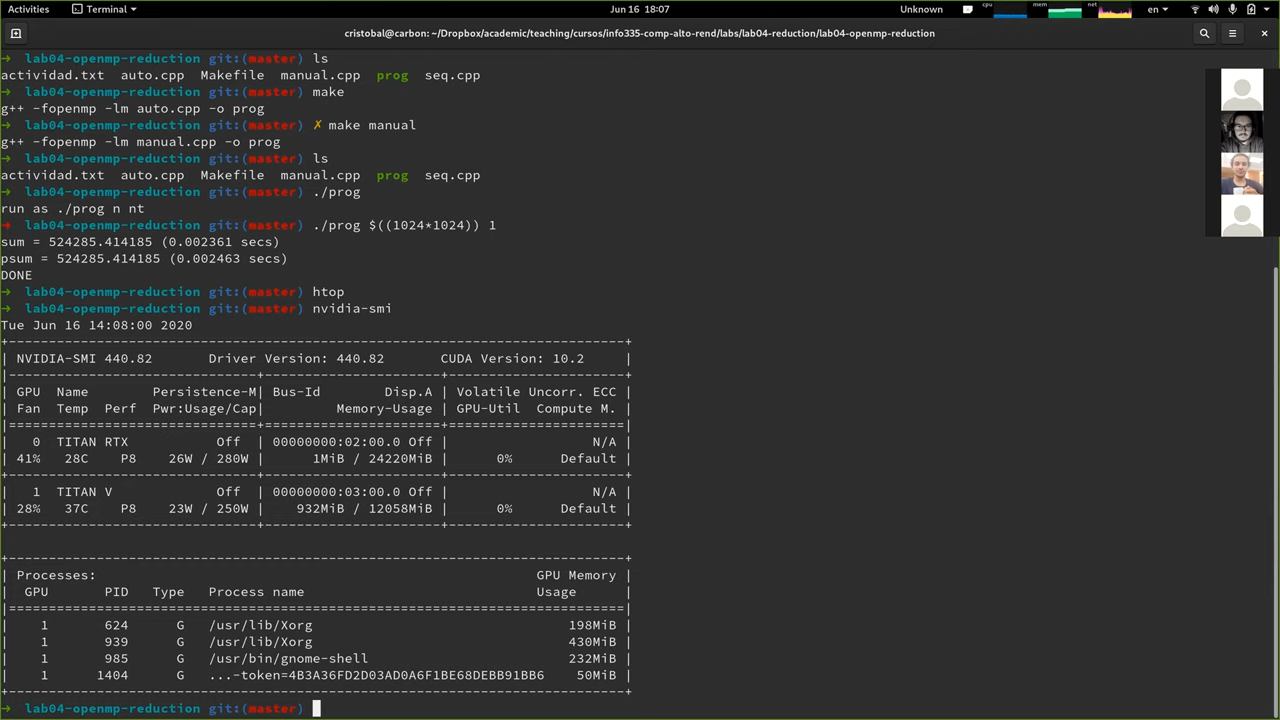 Activities
Terminal
Jun 16 18:07
Unknown
cpu
mem
net
en
cristobal@carbon: ~/Dropbox/academic/teaching/cursos/info335-comp-alto-rend/labs/lab04-reduction/lab04-openmp-reduction
→ lab04-openmp-reduction git:(master) ls
actividad.txt auto.cpp Makefile manual.cpp prog seq.cpp
→ lab04-openmp-reduction git:(master) make
g++ -fopenmp -lm auto.cpp -o prog
→ lab04-openmp-reduction git:(master) ✗ make manual
g++ -fopenmp -lm manual.cpp -o prog
→ lab04-openmp-reduction git:(master) ls
actividad.txt auto.cpp Makefile manual.cpp prog seq.cpp
→ lab04-openmp-reduction git:(master) ./prog
run as ./prog n nt
→ lab04-openmp-reduction git:(master) ./prog $((1024*1024)) 1
sum = 524285.414185 (0.002361 secs)
psum = 524285.414185 (0.002463 secs)
DONE
→ lab04-openmp-reduction git:(master) htop
→ lab04-openmp-reduction git:(master) nvidia-smi
Tue Jun 16 14:08:00 2020
+-----------------------------------------------------------------------------+
| NVIDIA-SMI 440.82 Driver Version: 440.82 CUDA Version: 10.2 |
|-------------------------------+----------------------+----------------------+
| GPU Name Persistence-M| Bus-Id Disp.A | Volatile Uncorr. ECC |
| Fan Temp Perf Pwr:Usage/Cap| Memory-Usage | GPU-Util Compute M. |
|===============================+======================+======================|
| 0 TITAN RTX Off | 00000000:02:00.0 Off | N/A |
| 41% 28C P8 26W / 280W | 1MiB / 24220MiB | 0% Default |
+-------------------------------+----------------------+----------------------+
| 1 TITAN V Off | 00000000:03:00.0 Off | N/A |
| 28% 37C P8 23W / 250W | 932MiB / 12058MiB | 0% Default |
+-------------------------------+----------------------+----------------------+
+-----------------------------------------------------------------------------+
| Processes: GPU Memory |
| GPU PID Type Process name Usage |
|=============================================================================|
| 1 624 G /usr/lib/Xorg 198MiB |
| 1 939 G /usr/lib/Xorg 430MiB |
| 1 985 G /usr/bin/gnome-shell 232MiB |
| 1 1404 G ...-token=4B3A36FD2D03AD0A6F1BE68DEBB91BB6 50MiB |
+-----------------------------------------------------------------------------+
→ lab04-openmp-reduction git:(master)